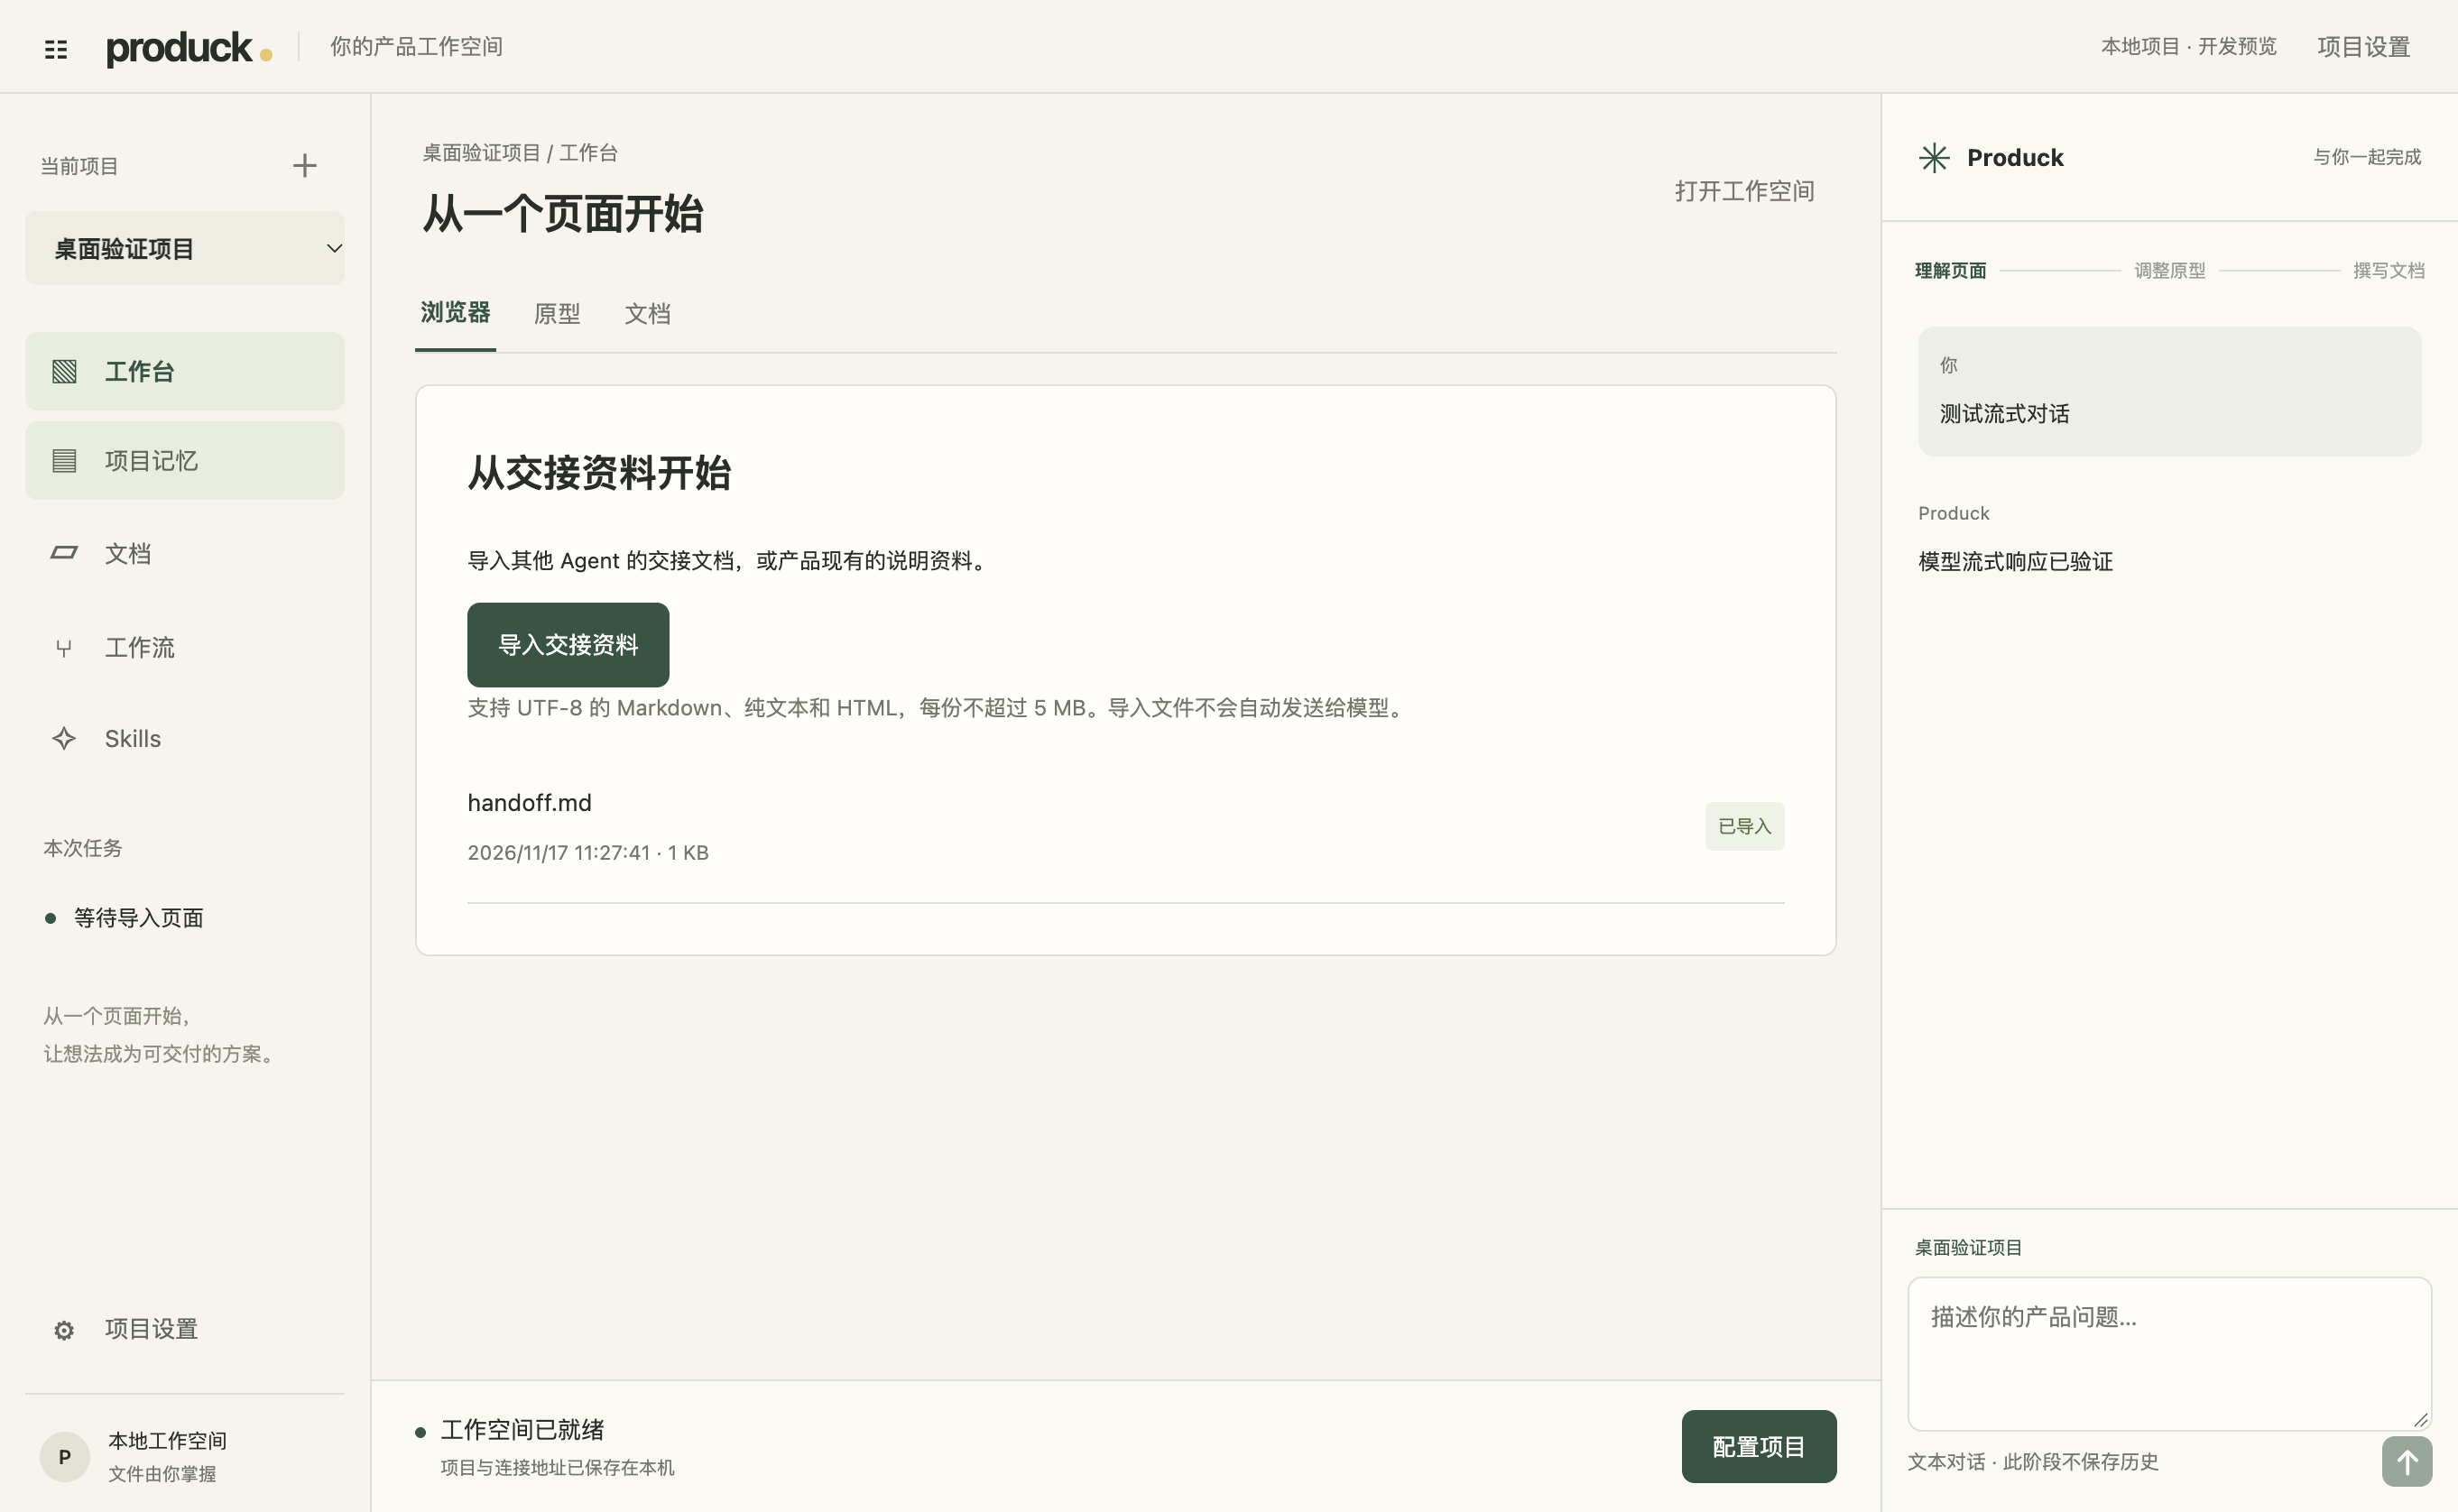 produck
你的产品工作空间
本地项目 · 开发预览
项目设置
当前项目
桌面验证项目
工作台
项目记忆
文档
工作流
Skills
本次任务
等待导入页面
从一个页面开始，
让想法成为可交付的方案。
项目设置
P
本地工作空间
文件由你掌握
桌面验证项目 / 工作台
从一个页面开始
打开工作空间
浏览器
原型
文档
从交接资料开始
导入其他 Agent 的交接文档，或产品现有的说明资料。
导入交接资料
支持 UTF-8 的 Markdown、纯文本和 HTML，每份不超过 5 MB。导入文件不会自动发送给模型。
handoff.md
2026/11/17 11:27:41 · 1 KB
已导入
工作空间已就绪
项目与连接地址已保存在本机
配置项目
Produck
与你一起完成
理解页面
调整原型
撰写文档
你
测试流式对话
Produck
模型流式响应已验证
桌面验证项目
描述你的产品问题...
文本对话 · 此阶段不保存历史